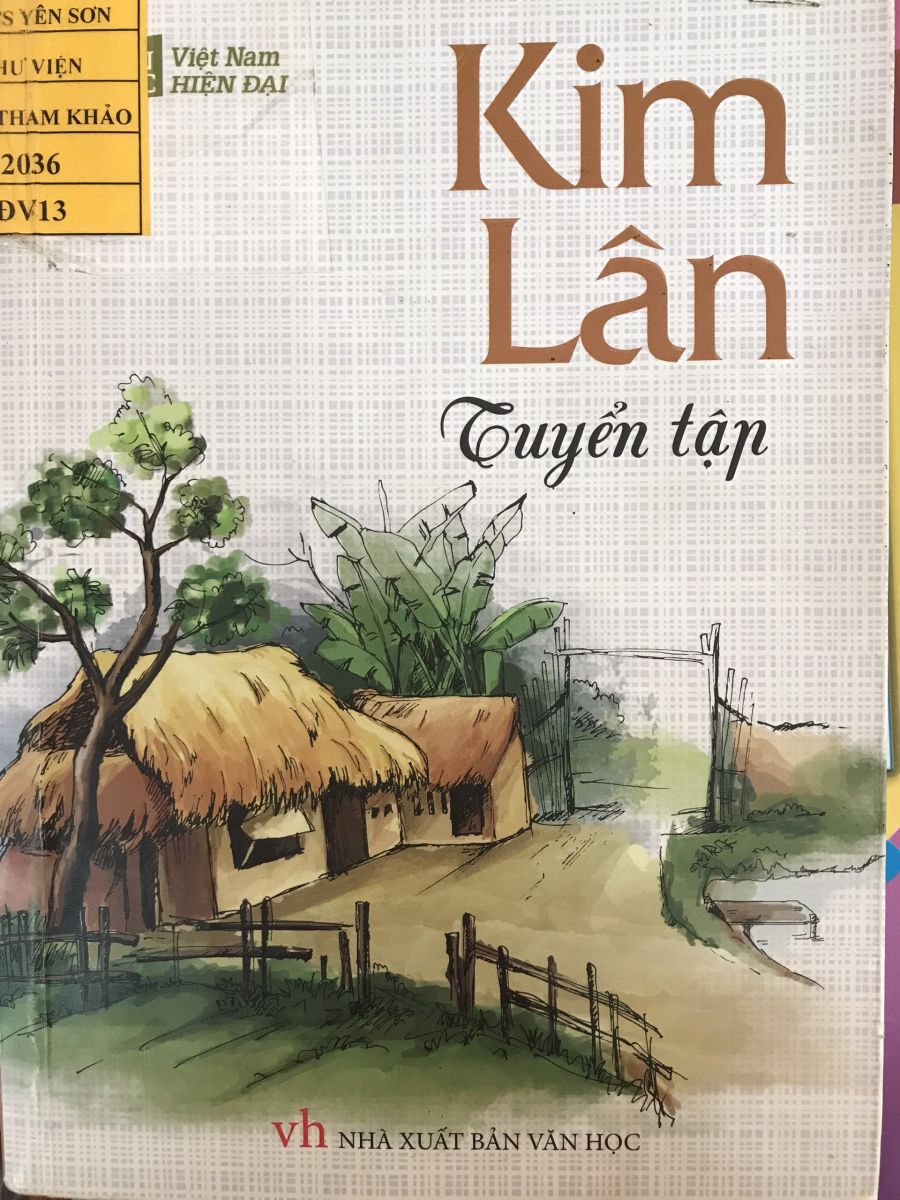 YÊN SƠN
VIỆN
THAM KHẢO
2036
ĐV13
Việt Nam
HIỆN ĐẠI
Kim
Lân
Tuyển tập
vh NHÀ XUẤT BẢN VĂN HỌC